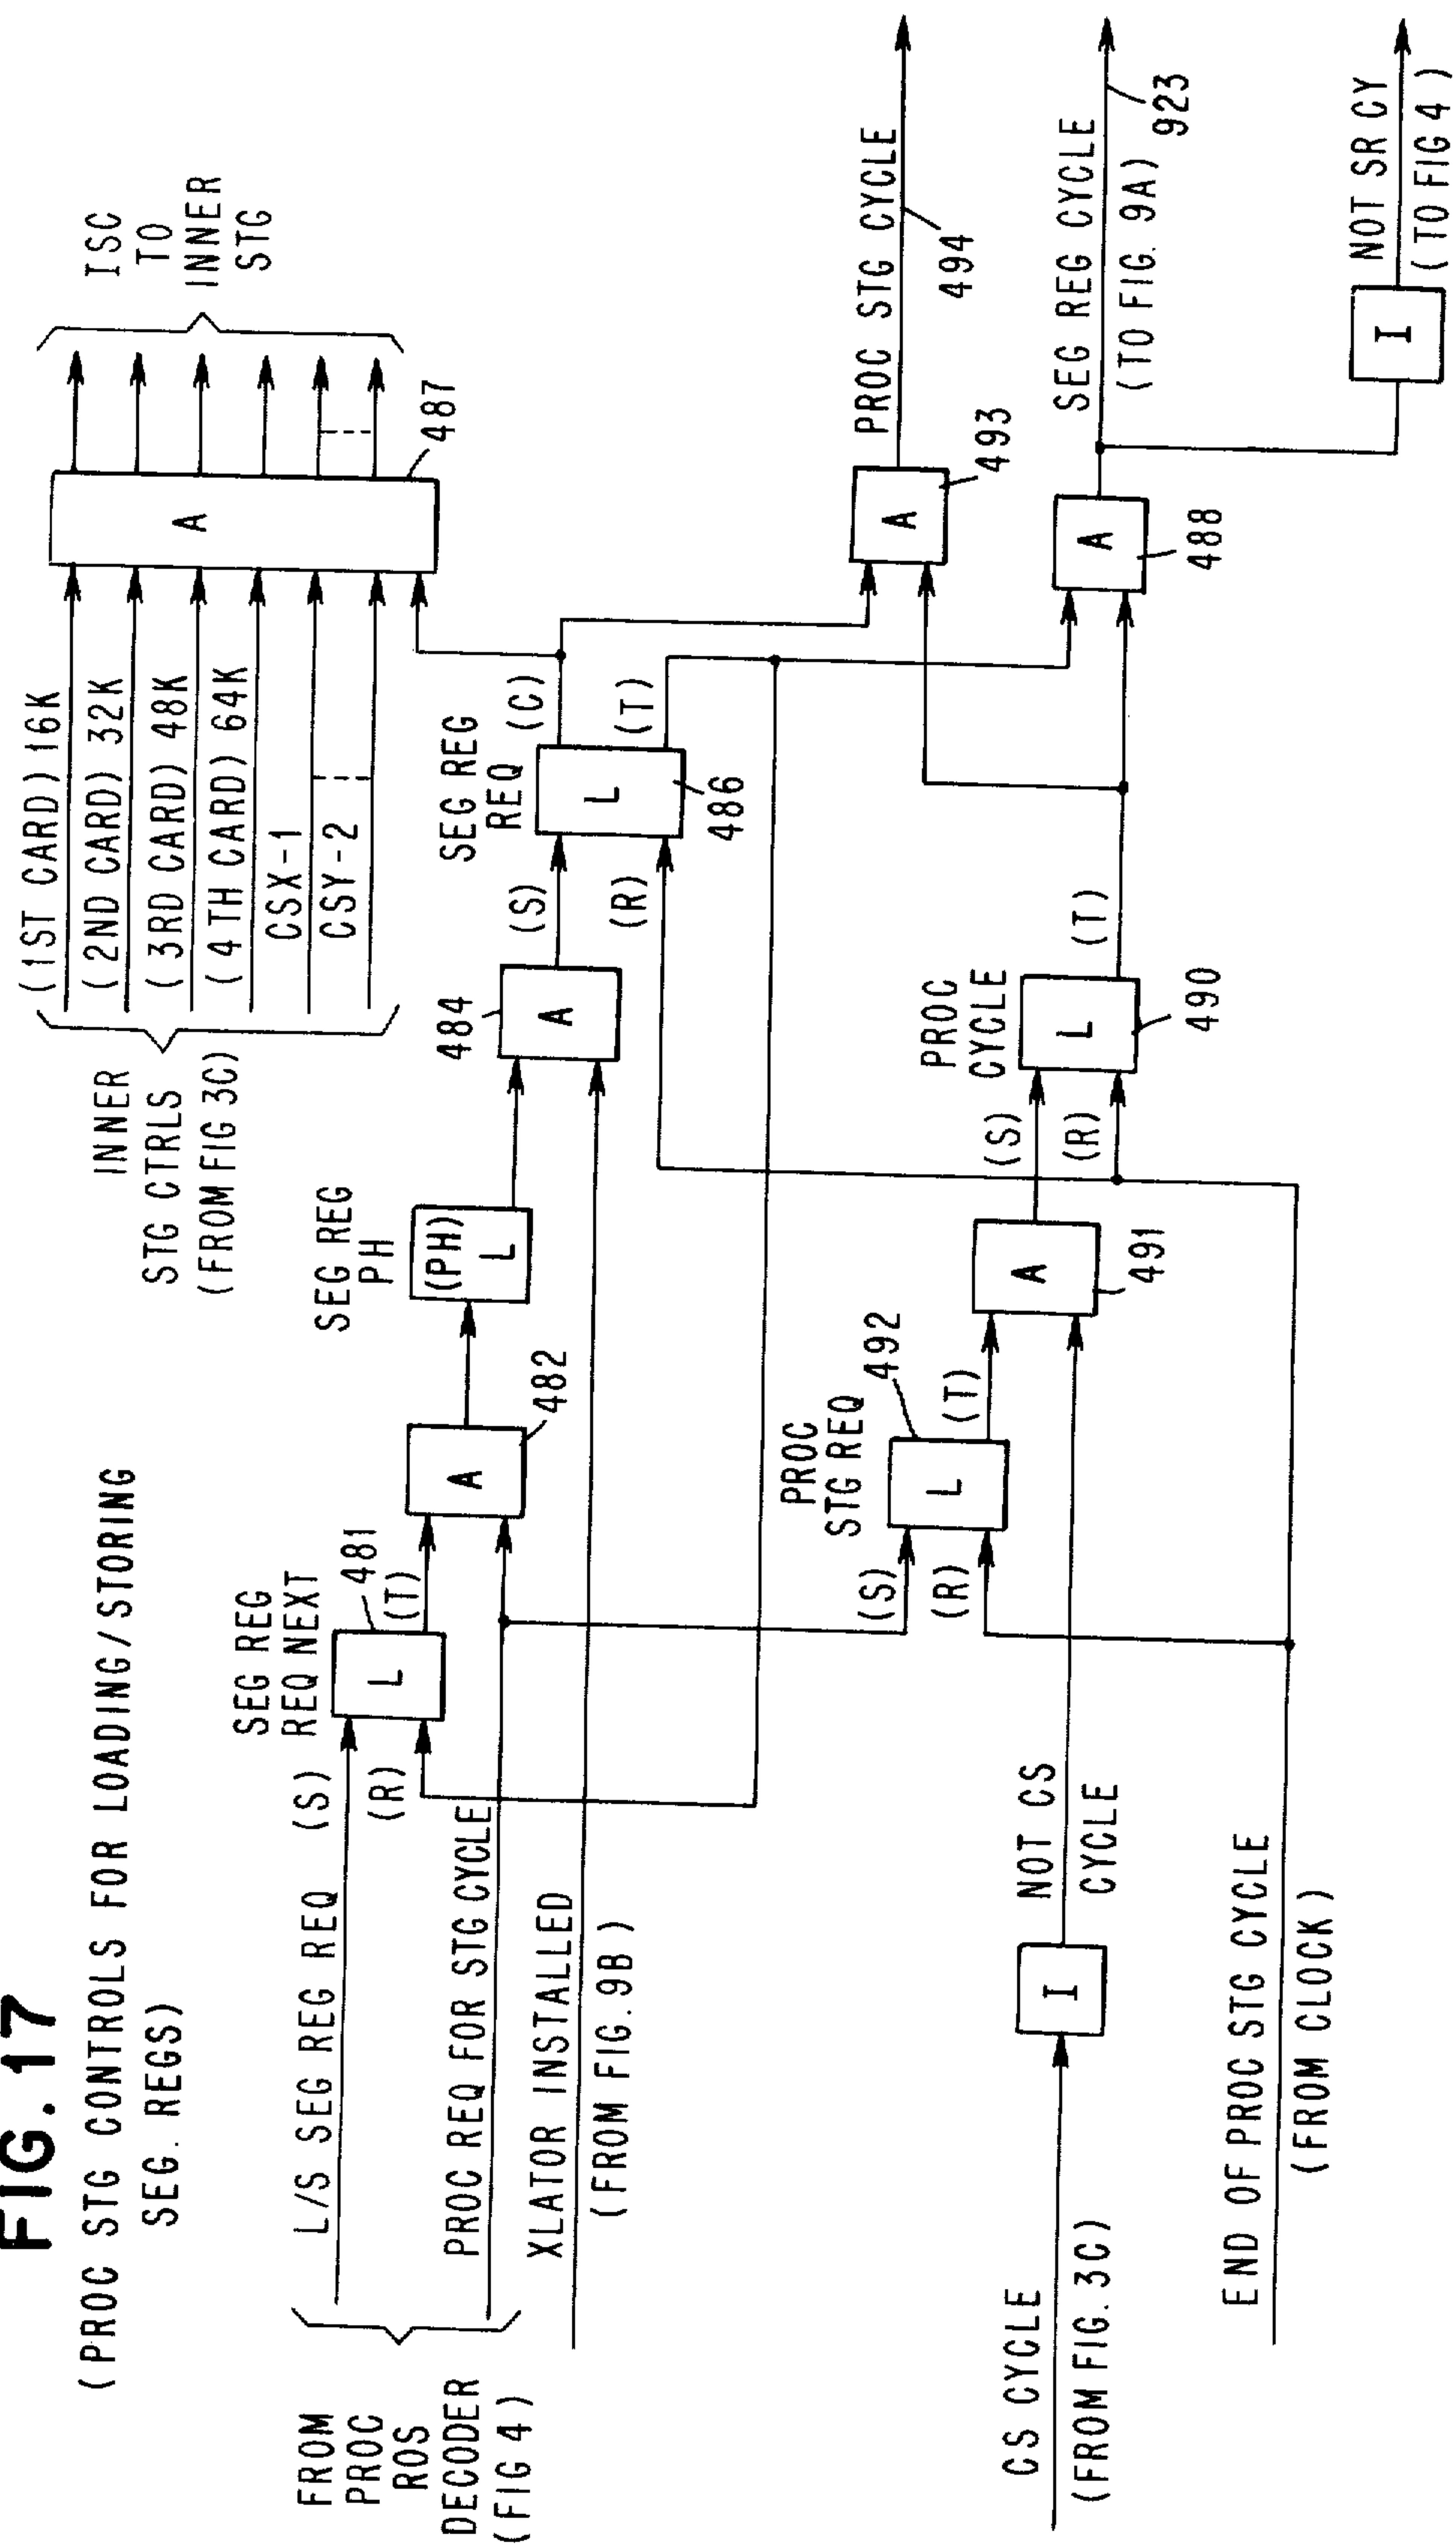 FIG. 17
(PROC STG CONTROLS FOR LOADING/STORING
SEG. REGS)
FROM
PROC
ROS
DECODER
(FIG 4)
L/S SEG REG REQ
(S)
(R)
SEG REG
REQ NEXT
L
481
(T)
PROC REQ FOR STG CYCLE
XLATOR INSTALLED
(FROM FIG. 9B)
A
482
SEG REG
PH
(PH)
L
484
A
(S)
(R)
SEG REG
REQ
L
486
(C)
(T)
INNER
STG CTRLS
(FROM FIG 3C)
(1ST CARD) 16K
(2ND CARD) 32K
(3RD CARD) 48K
(4TH CARD) 64K
CSX-1
CSY-2
A
487
ISC
TO
INNER
STG
CS CYCLE
(FROM FIG. 3C)
I
NOT CS
CYCLE
PROC
STG REQ
492
(S)
(R)
L
(T)
A
491
(S)
(R)
PROC
CYCLE
L
490
(T)
END OF PROC STG CYCLE
(FROM CLOCK)
A
493
PROC STG CYCLE
494
A
488
SEG REG CYCLE
(TO FIG. 9A)
923
I
NOT SR CY
(TO FIG 4)